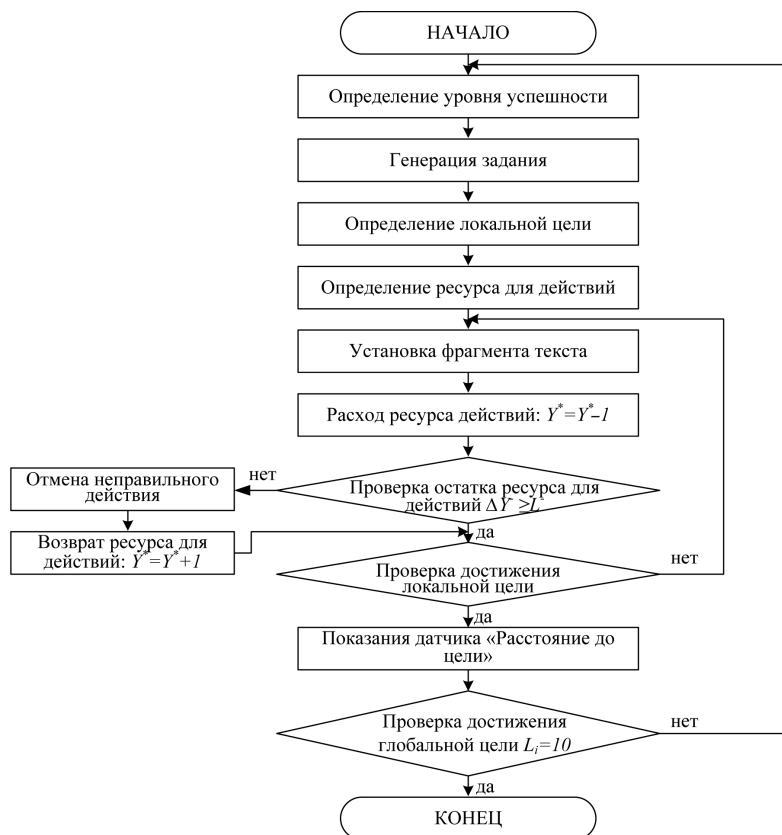 НАЧАЛО
Определение уровня успешности
Генерация задания
Определение локальной цели
Определение ресурса для действий
Установка фрагмента текста
Расход ресурса действий: Y*=Y*–1
нет
Отмена неправильного
действия
Проверка остатка ресурса для
действий Δ Y ≥L
да
Возврат ресурса для
действий: Y*=Y*+1
нет
Проверка достижения
локальной цели
да
Показания датчика «Расстояние до
цели»
нет
Проверка достижения
глобальной цели Lᵢ=10
да
КОНЕЦ